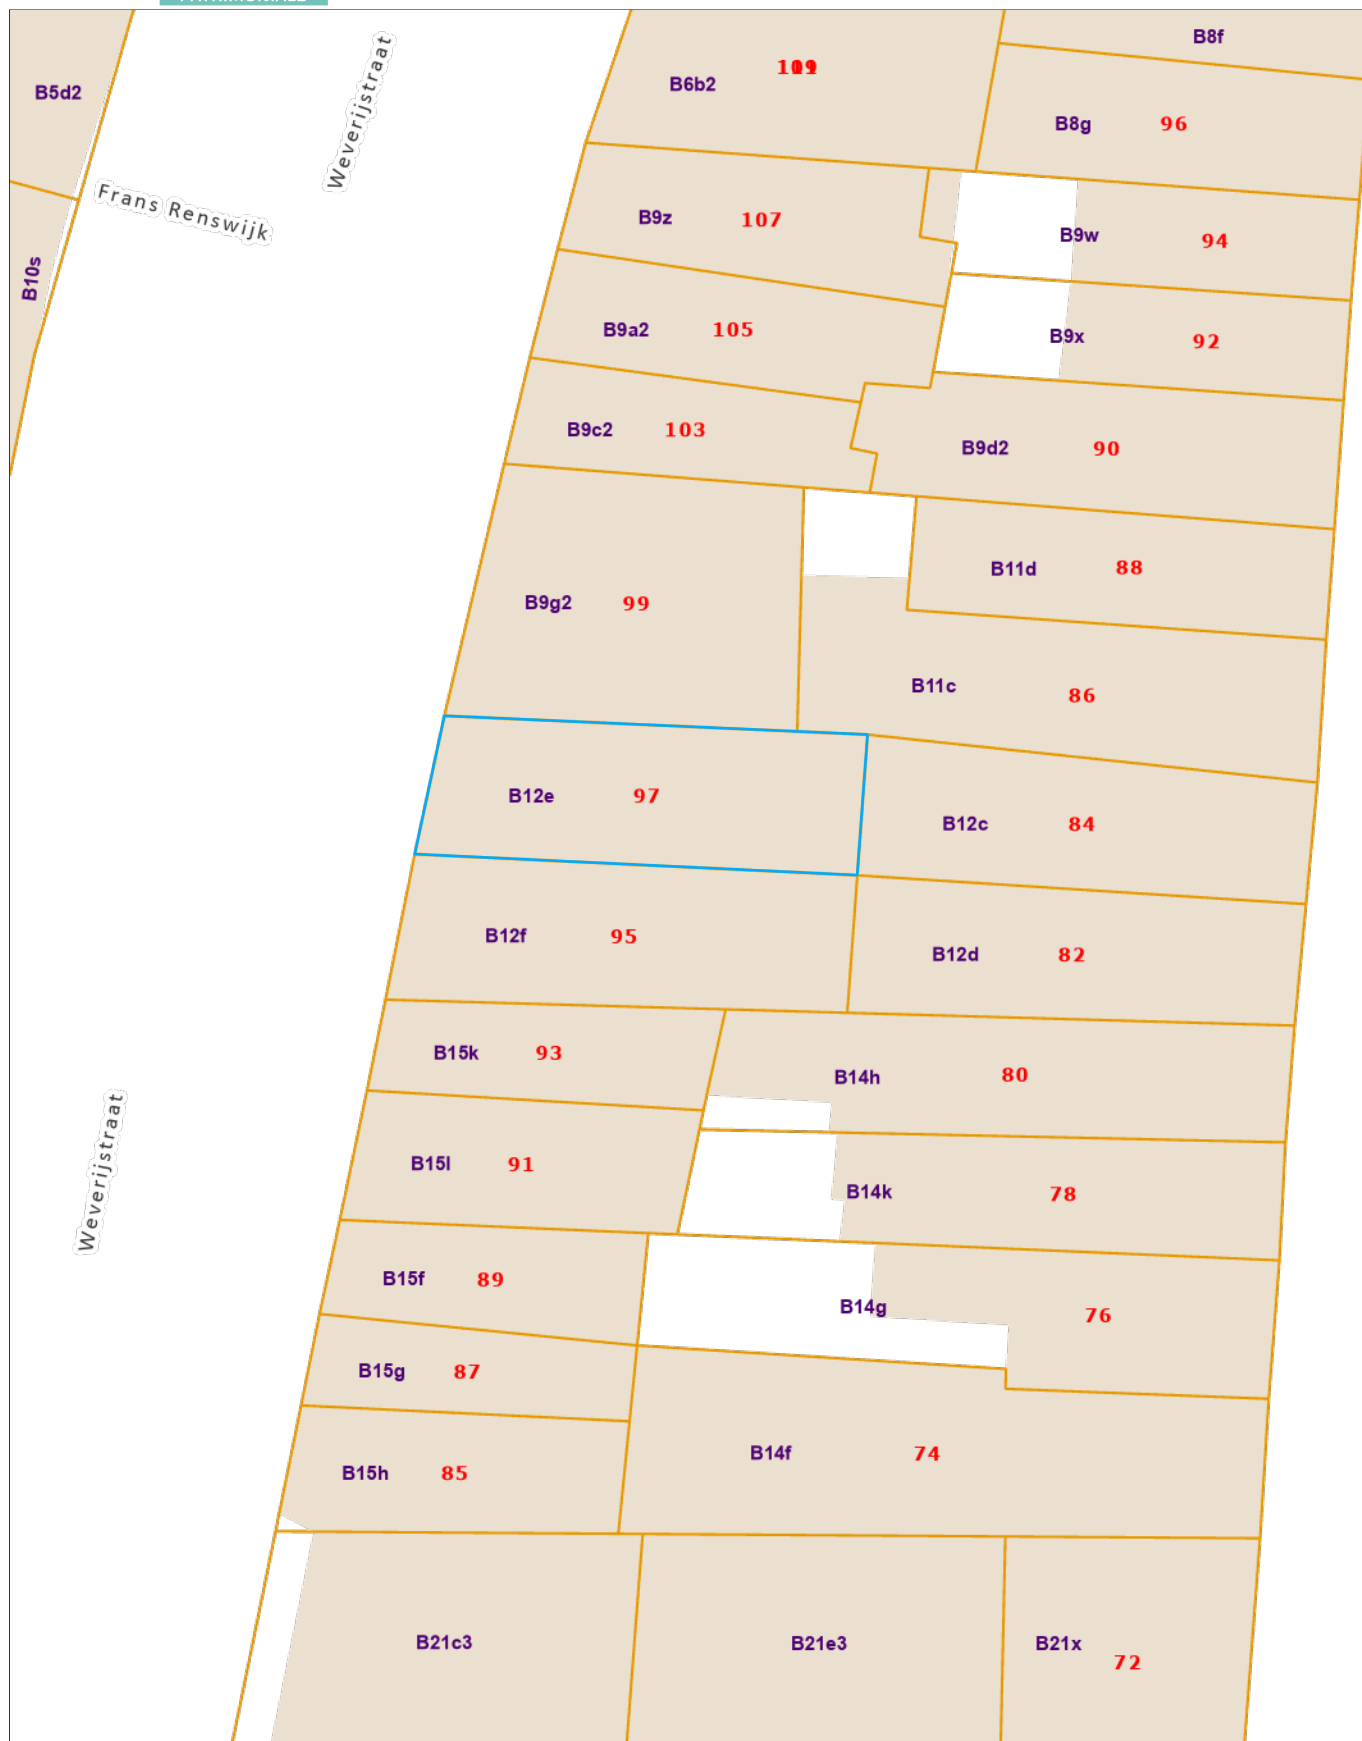 B8f
B5d2
Weverijstraat
B6b2
B8g 96
Frans Renswijk
B9z 107
B9w 94
B10s
B9a2 105
B9x 92
B9c2 103
B9d2 90
B11d 88
B9g2 99
B11c 86
B12e 97
B12c 84
B12f 95
B12d 82
B15k 93
B14h 80
Weverijstraat
B15l 91
B14k 78
B15f 89
B14g 76
B15g 87
B14f 74
B15h 85
B21c3
B21e3
B21x
72